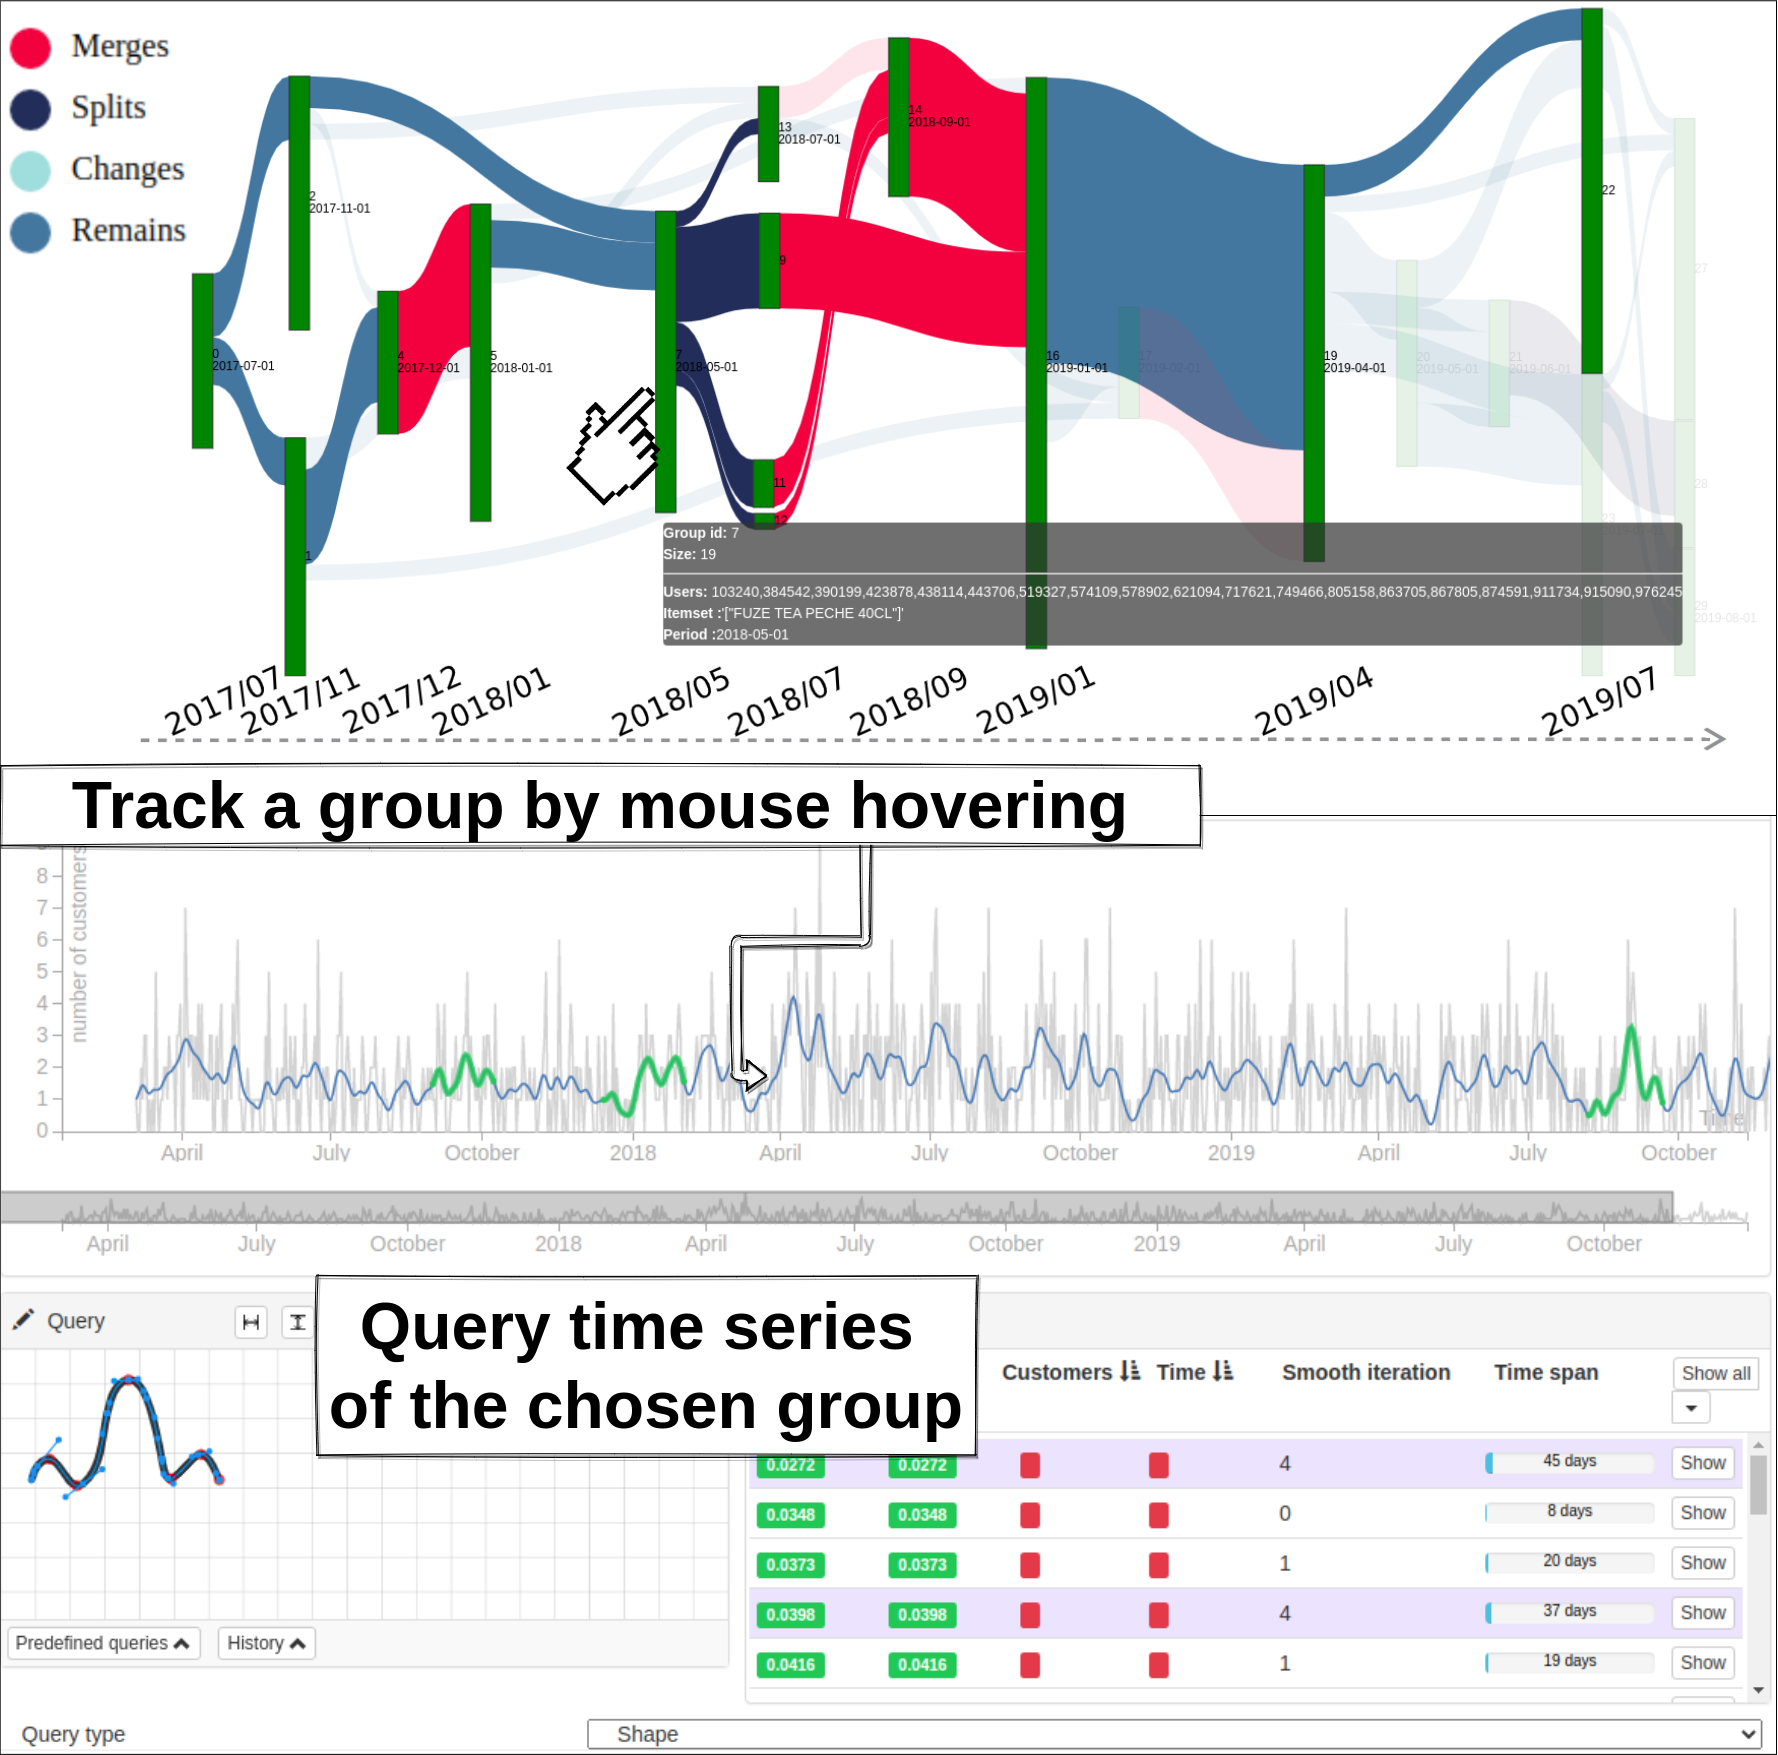 Merges
Splits
Changes
Remains
0
2017-07-01
2
2017-11-01
1
4
2017-12-01
5
2018-01-01
7
2018-05-01
13
2018-07-01
9
11
12
14
2018-09-01
16
2019-01-01
17
2019-02-01
19
2019-04-01
20
2019-05-01
21
2019-06-01
22
23
27
28
29
2019-08-01
Group id: 7
Size: 19
Users: 103240,384542,390199,423878,438114,443706,519327,574109,578902,621094,717621,749466,805158,863705,867805,874591,911734,915090,976245
Itemset :'["FUZE TEA PECHE 40CL"]'
Period :2018-05-01
2017/07
2017/11
2017/12
2018/01
2018/05
2018/07
2018/09
2019/01
2019/04
2019/07
Track a group by mouse hovering
number of customers
8
7
6
5
4
3
2
1
0
Time
April July October 2018 April July October 2019 April July October
April July October 2018 April July October 2019 April July October
Query
Query time series
of the chosen group
Customers Time Smooth iteration Time span Show all
0.0272 0.0272 4 45 days Show
0.0348 0.0348 0 8 days Show
0.0373 0.0373 1 20 days Show
0.0398 0.0398 4 37 days Show
0.0416 0.0416 1 19 days Show
Predefined queries History
Query type Shape